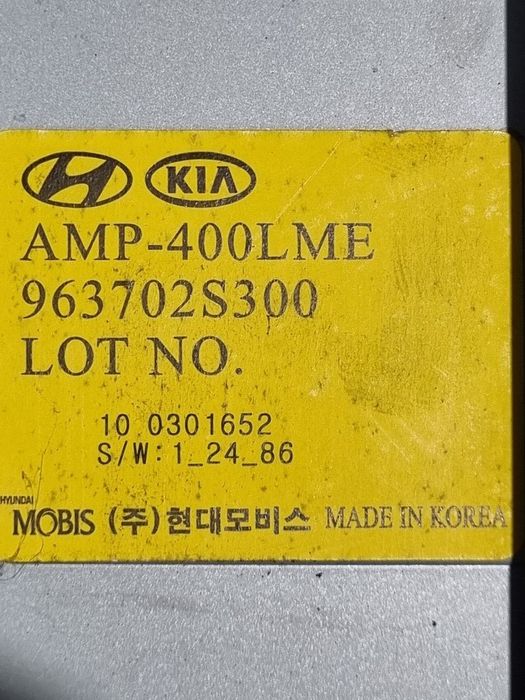 KIA
AMP-400LME
963702S300
LOT NO.
10 0301652
S/W:1_24_86
HYUNDAI
MOBIS (주)현대모비스 MADE IN KOREA